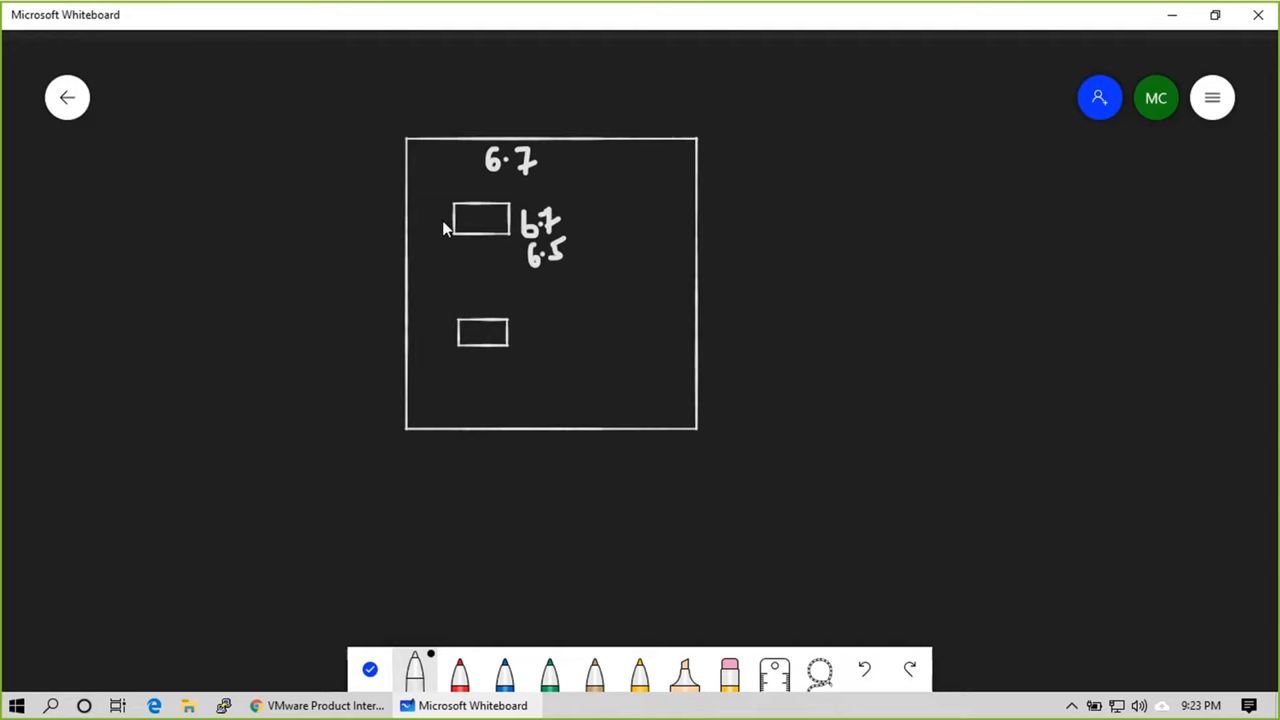 Microsoft Whiteboard
MC
6.7
6.7
6.5
VMware Product Inter...
Microsoft Whiteboard
9:23 PM